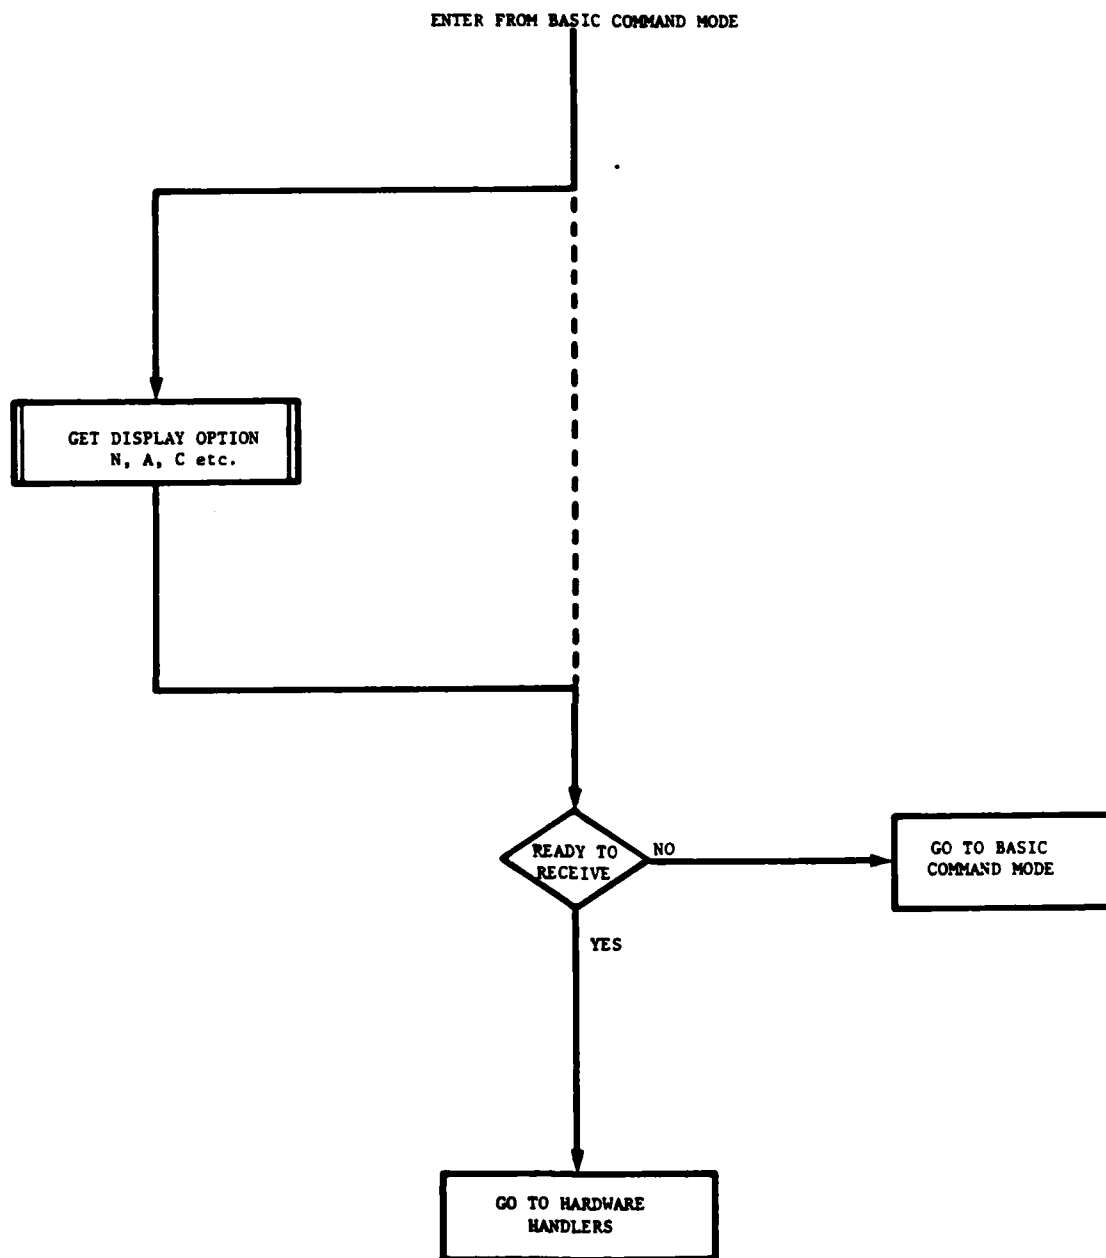 ENTER FROM BASIC COMMAND MODE
GET DISPLAY OPTION
N, A, C etc.
READY TO
RECEIVE
NO
GO TO BASIC
COMMAND MODE
YES
GO TO HARDWARE
HANDLERS